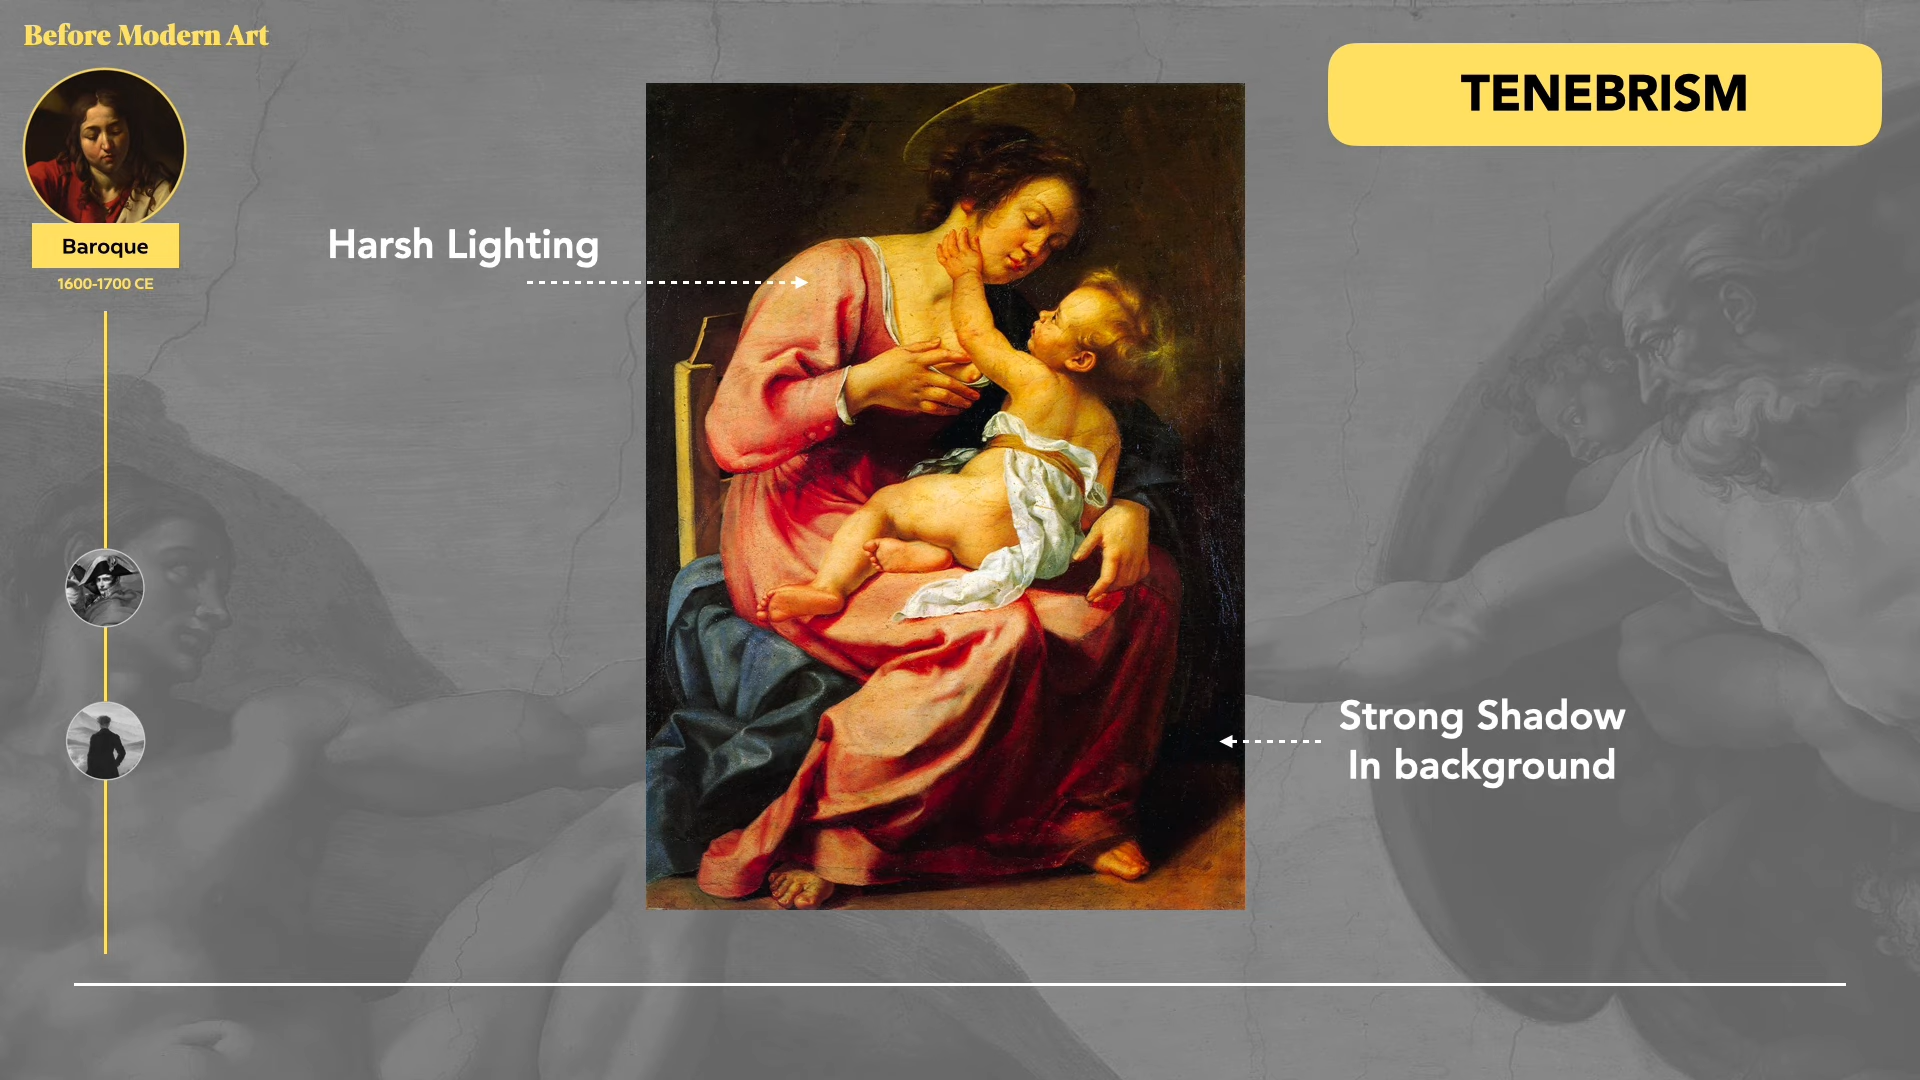 Before Modern Art
TENEBRISM
Baroque
1600-1700 CE
Harsh Lighting
Strong Shadow
In background